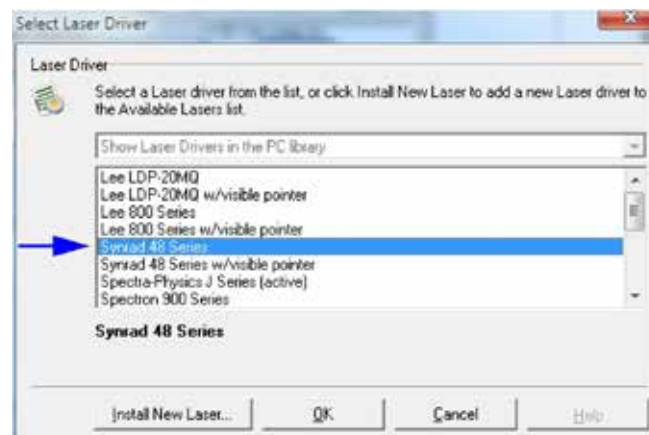 Select Laser Driver
Laser Driver
Select a Laser driver from the list, or click Install New Laser to add a new Laser driver to
the Available Lasers list.
Show Laser Drivers in the PC library
Lee LDP-20MQ
Lee LDP-20MQ w/visible pointer
Lee 800 Series
Lee 800 Series w/visible pointer
Synrad 48 Series
Synrad 48 Series w/visible pointer
Spectra-Physics J Series (active)
Spectron 900 Series
Synrad 48 Series
Install New Laser... OK Cancel Help